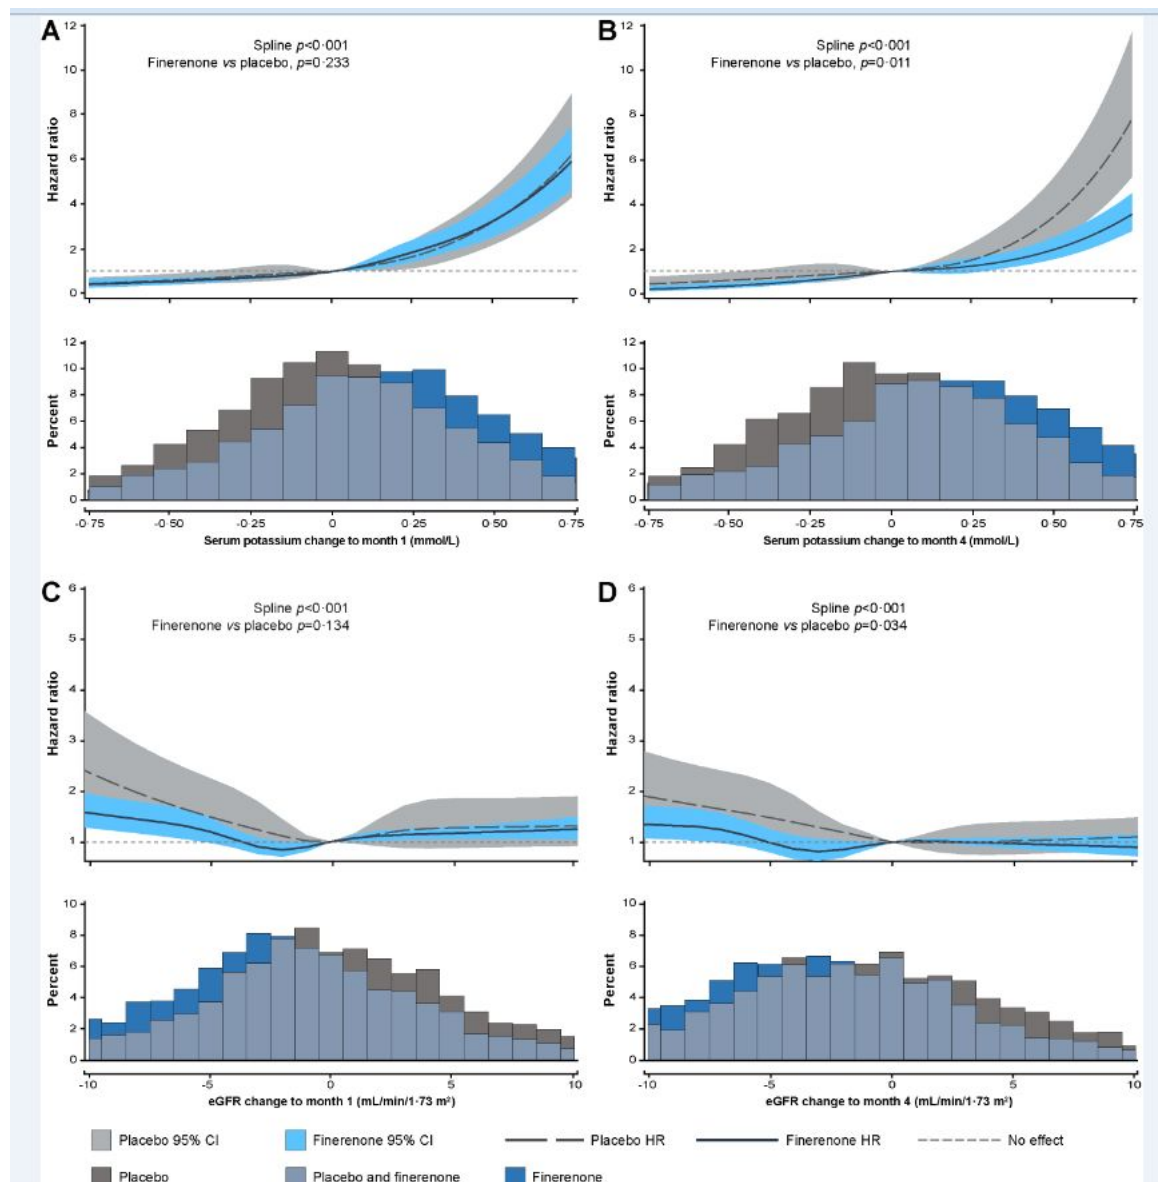 A
Spline p<0·001
Finerenone vs placebo, p=0·233
Hazard ratio
12
10
8
6
4
2
0
Percent
12
10
8
6
4
2
0
-0·75 -0·50 -0·25 0 0·25 0·50 0·75
Serum potassium change to month 1 (mmol/L)
B
Spline p<0·001
Finerenone vs placebo, p=0·011
Hazard ratio
12
10
8
6
4
2
0
Percent
12
10
8
6
4
2
0
-0·75 -0·50 -0·25 0 0·25 0·50 0·75
Serum potassium change to month 4 (mmol/L)
C
Spline p<0·001
Finerenone vs placebo p=0·134
Hazard ratio
6
5
4
3
2
1
Percent
10
8
6
4
2
0
-10 -5 0 5 10
eGFR change to month 1 (mL/min/1·73 m²)
D
Spline p<0·001
Finerenone vs placebo p=0·034
Hazard ratio
6
5
4
3
2
1
Percent
10
8
6
4
2
0
-10 -5 0 5 10
eGFR change to month 4 (mL/min/1·73 m²)
Placebo 95% CI Finerenone 95% CI Placebo HR Finerenone HR No effect
Placebo Placebo and finerenone Finerenone